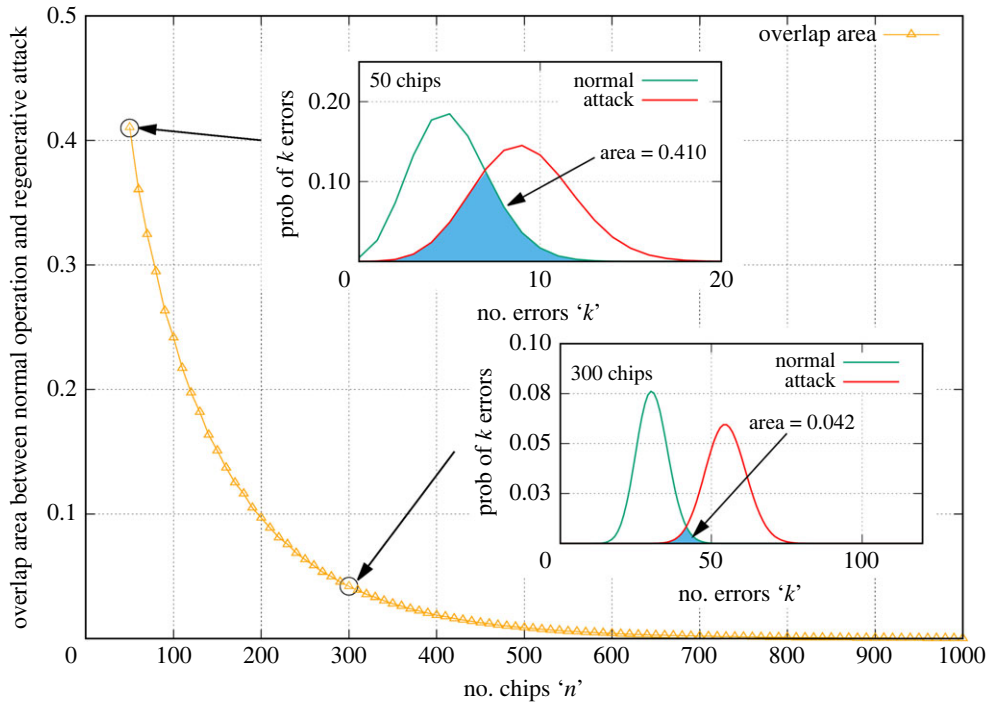 overlap area between normal operation and regenerative attack
0.5
0.4
0.3
0.2
0.1
0
100
200
300
400
500
600
700
800
900
1000
no. chips ‘n’
overlap area
50 chips
normal
attack
area = 0.410
prob of k errors
0.20
0.10
0
10
20
no. errors ‘k’
300 chips
normal
attack
area = 0.042
prob of k errors
0.10
0.08
0.05
0.03
0
50
100
no. errors ‘k’